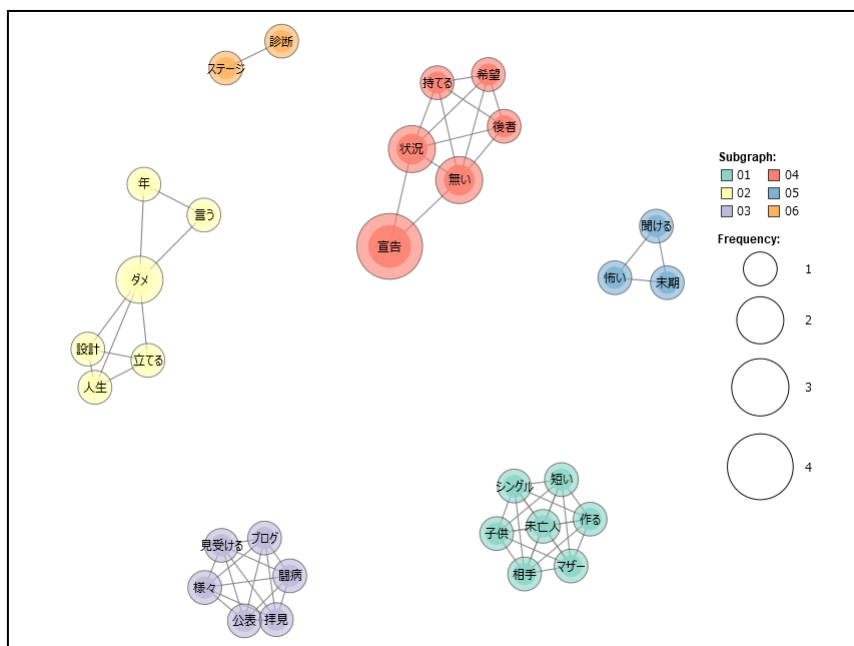 診断
ステージ
持てる
希望
後者
状況
無い
宣告
年
言う
ダメ
設計
立てる
人生
聞ける
怖い
末期
Subgraph:
01 04
02 05
03 06
Frequency:
1
2
3
4
シングル
短い
子供
未亡人
作る
相手
マザー
見受ける
ブログ
様々
闘病
公表
拝見